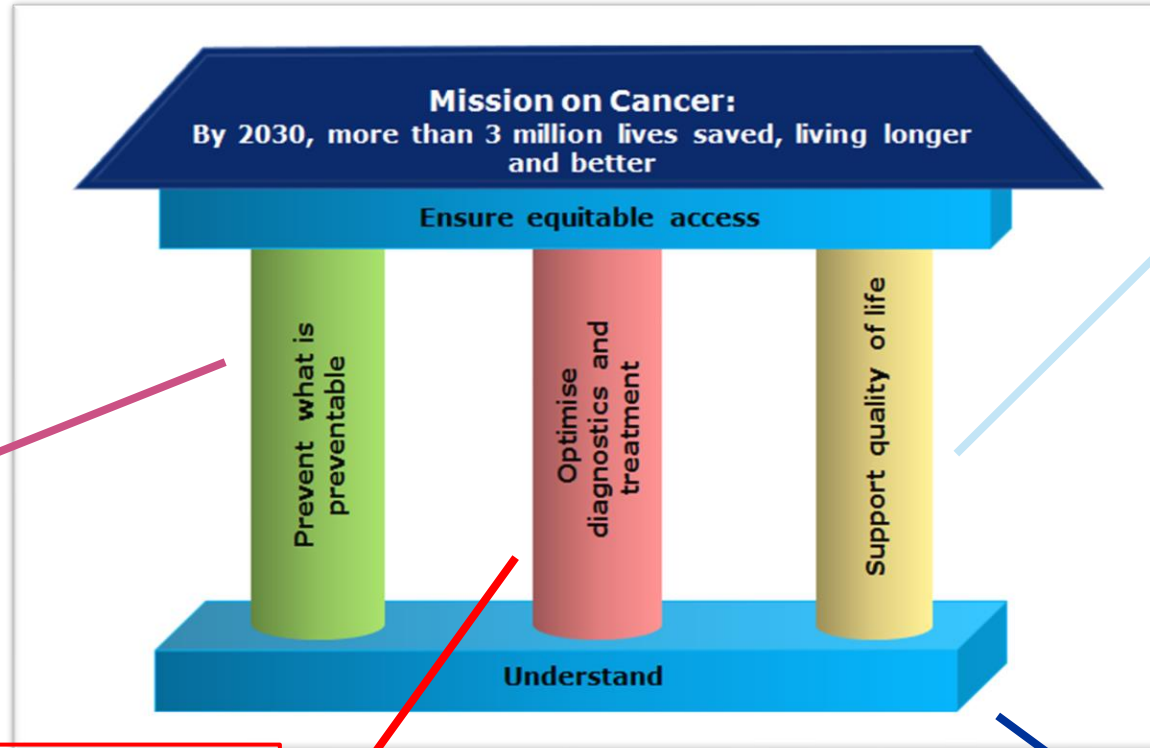 Mission on Cancer:
By 2030, more than 3 million lives saved, living longer
and better
Ensure equitable access
Prevent what is
preventable
Optimise
diagnostics and
treatment
Support quality of life
Understand